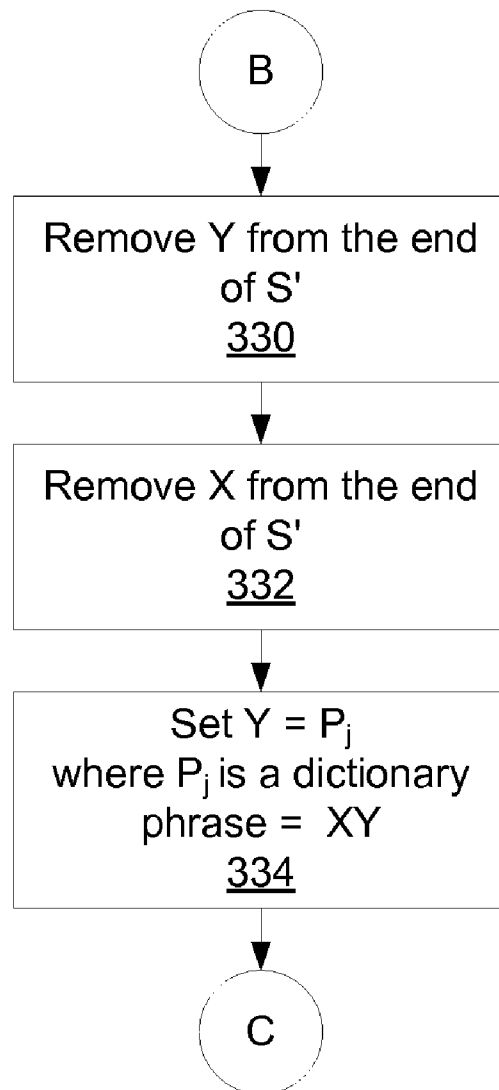 B
Remove Y from the end
of S'
330
Remove X from the end
of S'
332
Set Y = Pj
where Pj is a dictionary
phrase = XY
334
C